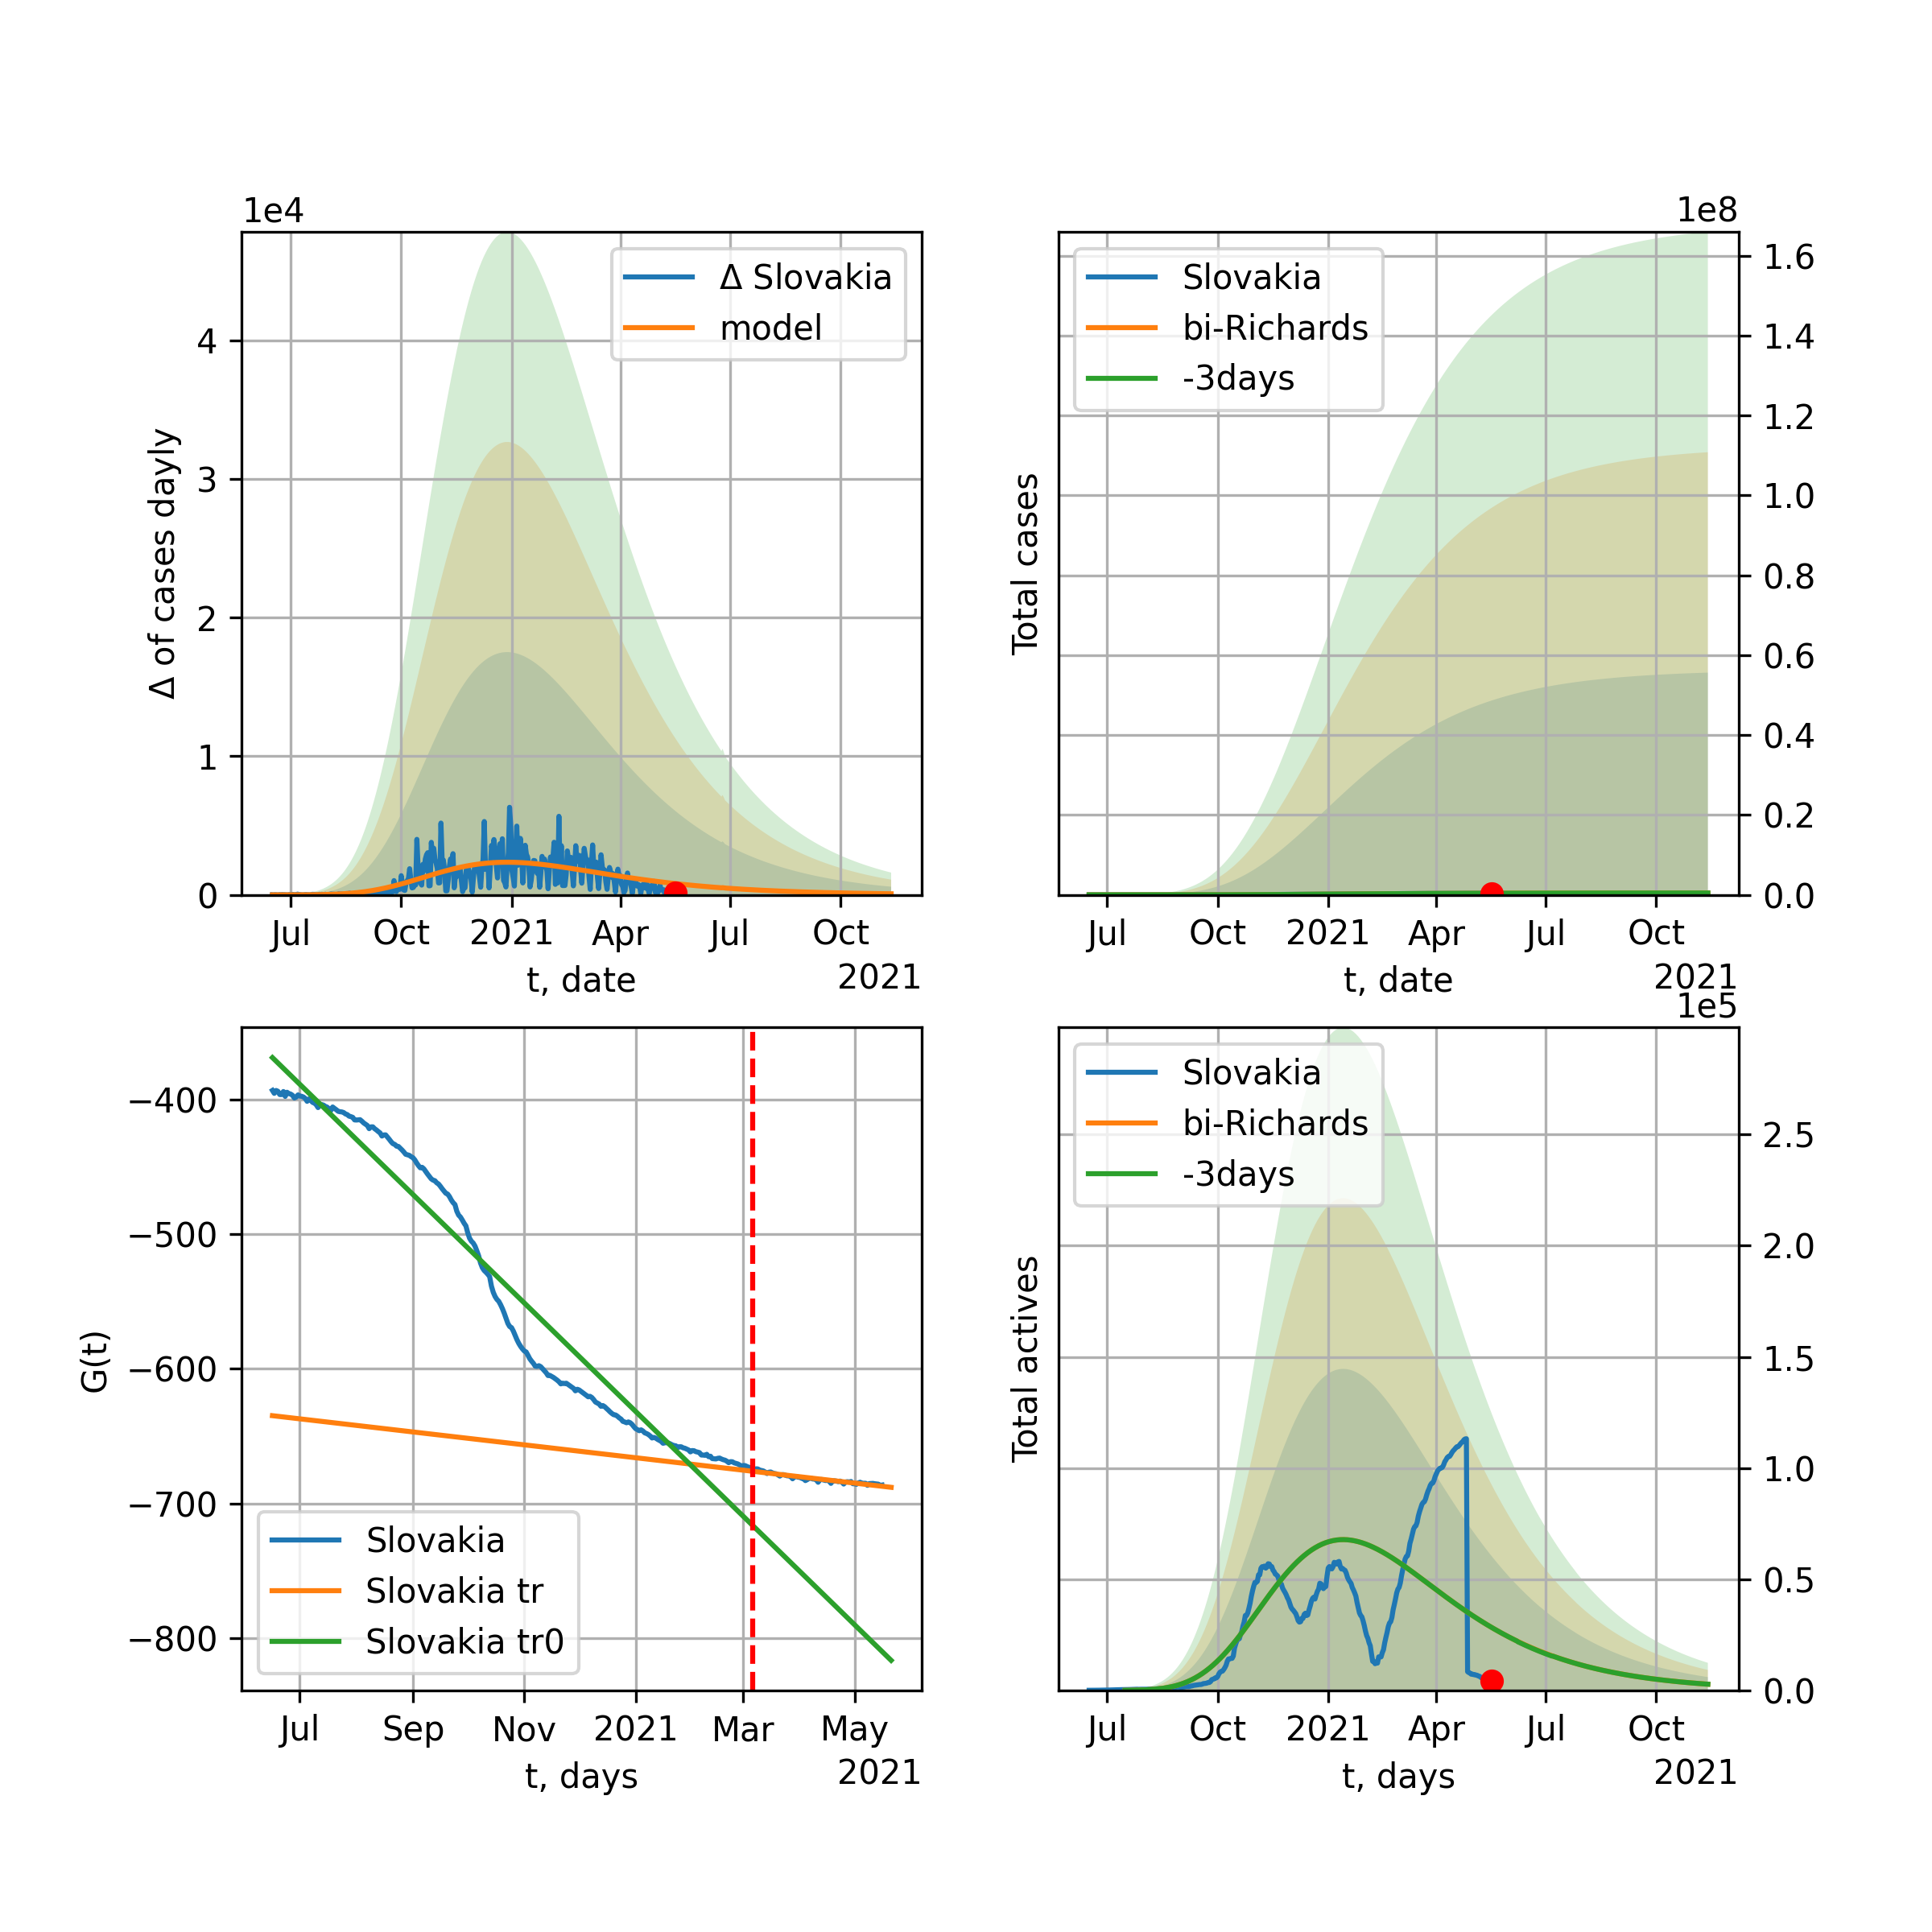 1e4
Δ Slovakia
model
4
3
2
1
0
Δ of cases dayly
Jul Oct 2021 Apr Jul Oct
t, date
2021
1e8
Slovakia
bi-Richards
-3days
1.6
1.4
1.2
1.0
0.8
0.6
0.4
0.2
0.0
Total cases
Jul Oct 2021 Apr Jul Oct
t, date
2021
−400
−500
−600
−700
−800
G(t)
Slovakia
Slovakia tr
Slovakia tr0
Jul Sep Nov 2021 Mar May
t, days
2021
1e5
Slovakia
bi-Richards
-3days
2.5
2.0
1.5
1.0
0.5
0.0
Total actives
Jul Oct 2021 Apr Jul Oct
t, days
2021